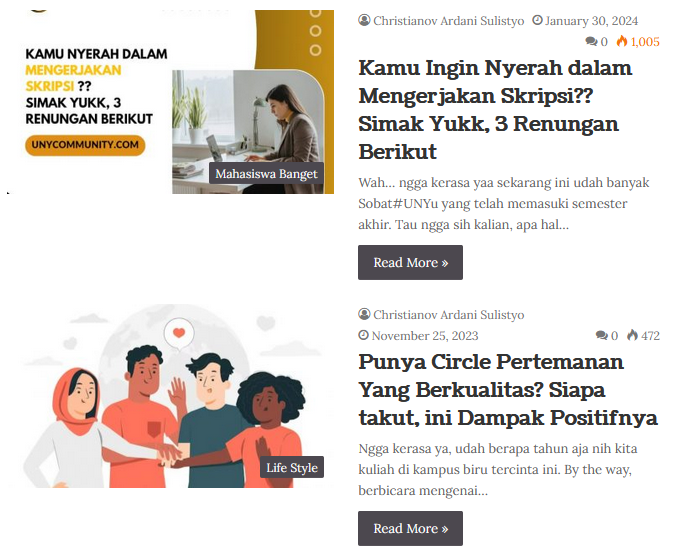 KAMU NYERAH DALAM
MENGERJAKAN
SKRIPSI ??
SIMAK YUKK, 3
RENUNGAN BERIKUT
UNYCOMMUNITY.COM
Mahasiswa Banget
Christianov Ardani Sulistyo January 30, 2024
0 1,005
Kamu Ingin Nyerah dalam
Mengerjakan Skripsi??
Simak Yukk, 3 Renungan
Berikut
Wah… ngga kerasa yaa sekarang ini udah banyak
Sobat#UNYu yang telah memasuki semester
akhir. Tau ngga sih kalian, apa hal…
Read More »
Life Style
Christianov Ardani Sulistyo
November 25, 2023 0 472
Punya Circle Pertemanan
Yang Berkualitas? Siapa
takut, ini Dampak Positifnya
Ngga kerasa ya, udah berapa tahun aja nih kita
kuliah di kampus biru tercinta ini. By the way,
berbicara mengenai…
Read More »